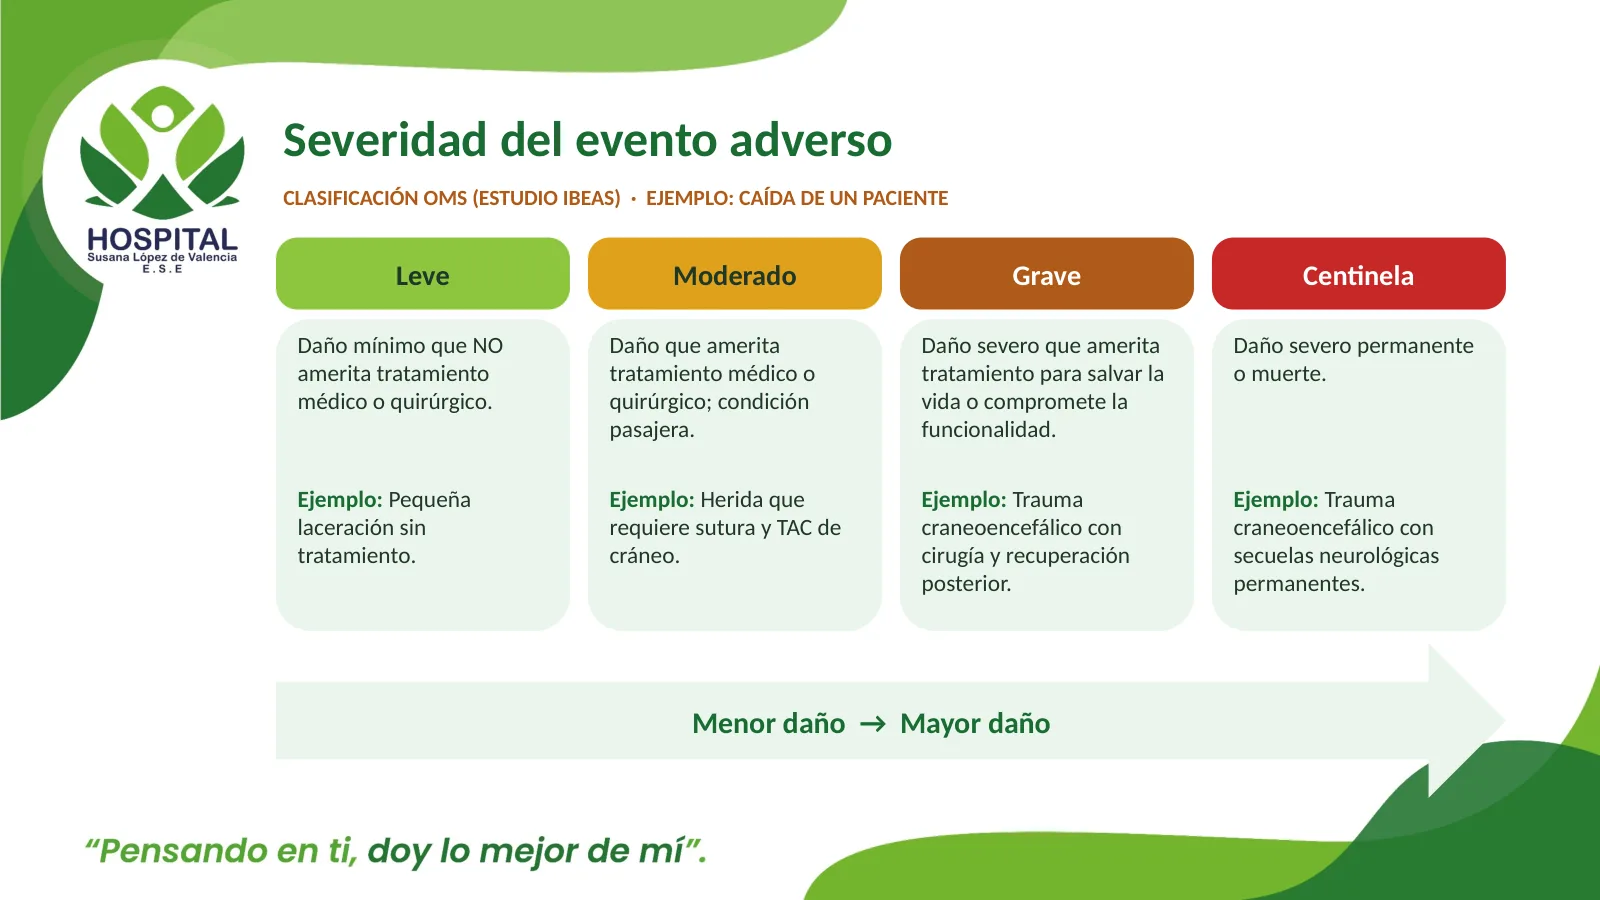 HOSPITAL
Susana López de Valencia
E.S.E
Severidad del evento adverso
CLASIFICACIÓN OMS (ESTUDIO IBEAS) · EJEMPLO: CAÍDA DE UN PACIENTE
Leve
Daño mínimo que NO
amerita tratamiento
médico o quirúrgico.
Ejemplo: Pequeña
laceración sin
tratamiento.
Moderado
Daño que amerita
tratamiento médico o
quirúrgico; condición
pasajera.
Ejemplo: Herida que
requiere sutura y TAC de
cráneo.
Grave
Daño severo que amerita
tratamiento para salvar la
vida o compromete la
funcionalidad.
Ejemplo: Trauma
craneoencefálico con
cirugía y recuperación
posterior.
Centinela
Daño severo permanente
o muerte.
Ejemplo: Trauma
craneoencefálico con
secuelas neurológicas
permanentes.
Menor daño → Mayor daño
“Pensando en ti, doy lo mejor de mí”.